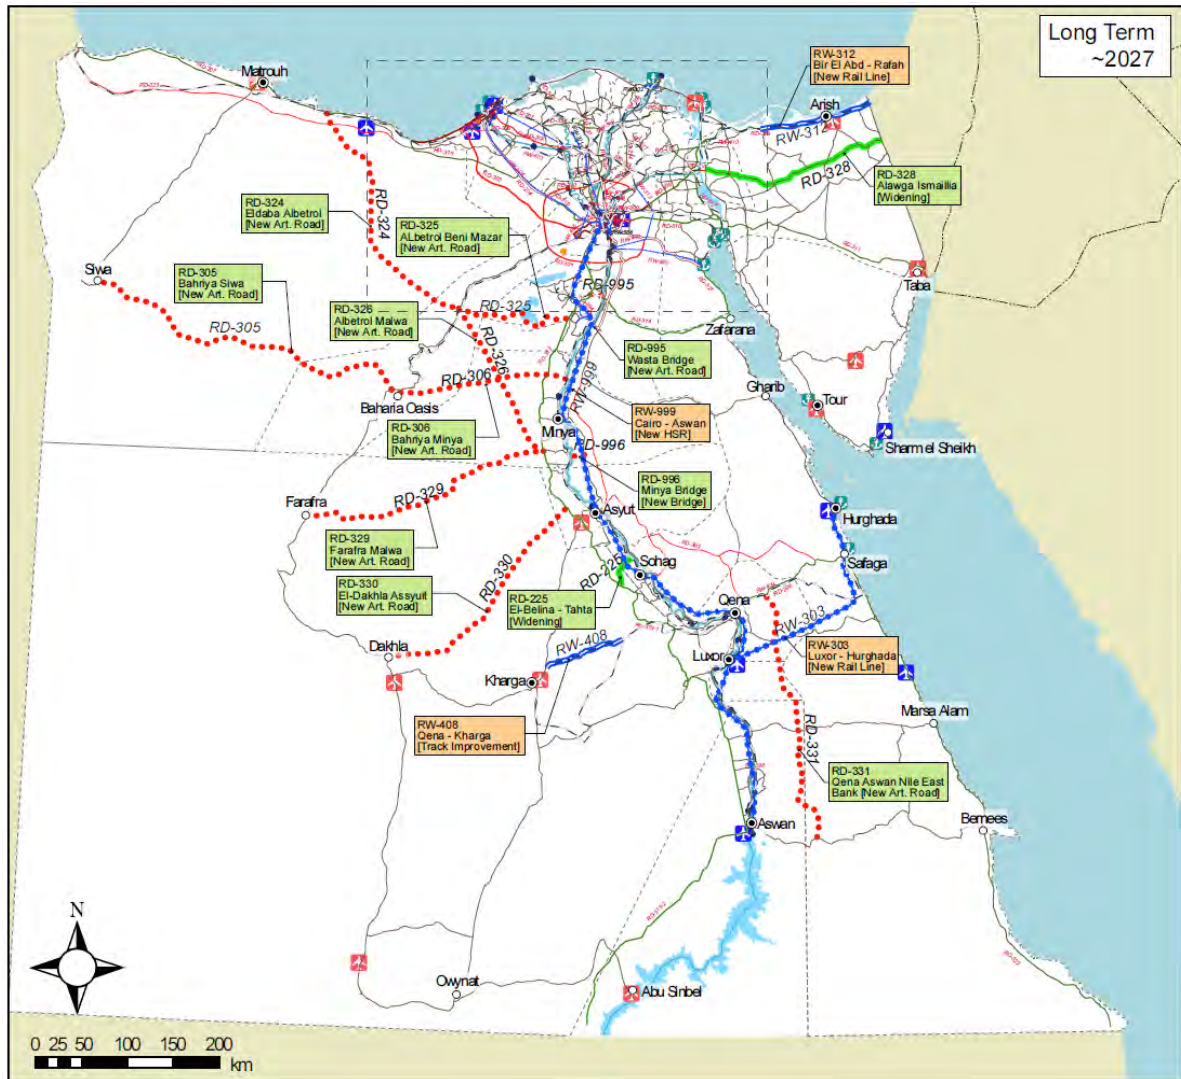 Long Term
~2027
RW-312
Bir El Abd - Rafah
[New Rail Line]
Matrouh
Arish
RW-312
RD-328
RD-328
Alawga Ismaillia
[Widening]
RD-324
Eldaba Albetrol
[New Art. Road]
RD-324
RD-325
ALbetrol Beni Mazar
[New Art. Road]
Siwa
RD-305
Bahriya Siwa
[New Art. Road]
RD-305
Taba
RD-995
RD-325
RD-326
Albetrol Malwa
[New Art. Road]
RD-326
Zafarana
RD-995
Wasta Bridge
[New Art. Road]
RD-306
RW-999
Baharia Oasis
Gharib
Tour
RW-999
Cairo - Aswan
[New HSR]
RD-306
Bahriya Minya
[New Art. Road]
Minya
RD-996
Sharm el Sheikh
RD-996
Minya Bridge
[New Bridge]
Farafra
RD-329
Asyut
Hurghada
RD-329
Farafra Malwa
[New Art. Road]
Safaga
RD-330
El-Dakhla Assyuit
[New Art. Road]
RD-330
RD-225
Sohag
RD-225
El-Belina - Tahta
[Widening]
Qena
RW-303
Dakhla
RW-408
Luxor
RW-303
Luxor - Hurghada
[New Rail Line]
Kharga
RW-408
Qena - Kharga
[Track Improvement]
Marsa Alam
RD-331
RD-331
Qena Aswan Nile East
Bank [New Art. Road]
Aswan
Bernees
N
Owynat
Abu Sinbel
0 25 50 100 150 200
km